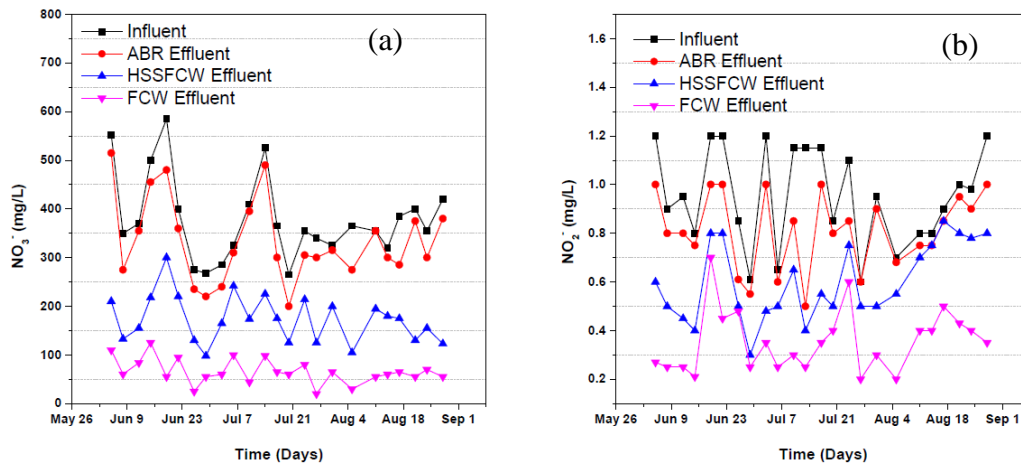 (a)
Influent
ABR Effluent
HSSFCW Effluent
FCW Effluent
NO₃⁻ (mg/L)
800
700
600
500
400
300
200
100
0
May 26
Jun 9
Jun 23
Jul 7
Jul 21
Aug 4
Aug 18
Sep 1
Time (Days)
(b)
Influent
ABR Effluent
HSSFCW Effluent
FCW Effluent
NO₂⁻ (mg/L)
1.6
1.4
1.2
1.0
0.8
0.6
0.4
0.2
May 26
Jun 9
Jun 23
Jul 7
Jul 21
Aug 4
Aug 18
Sep 1
Time (Days)